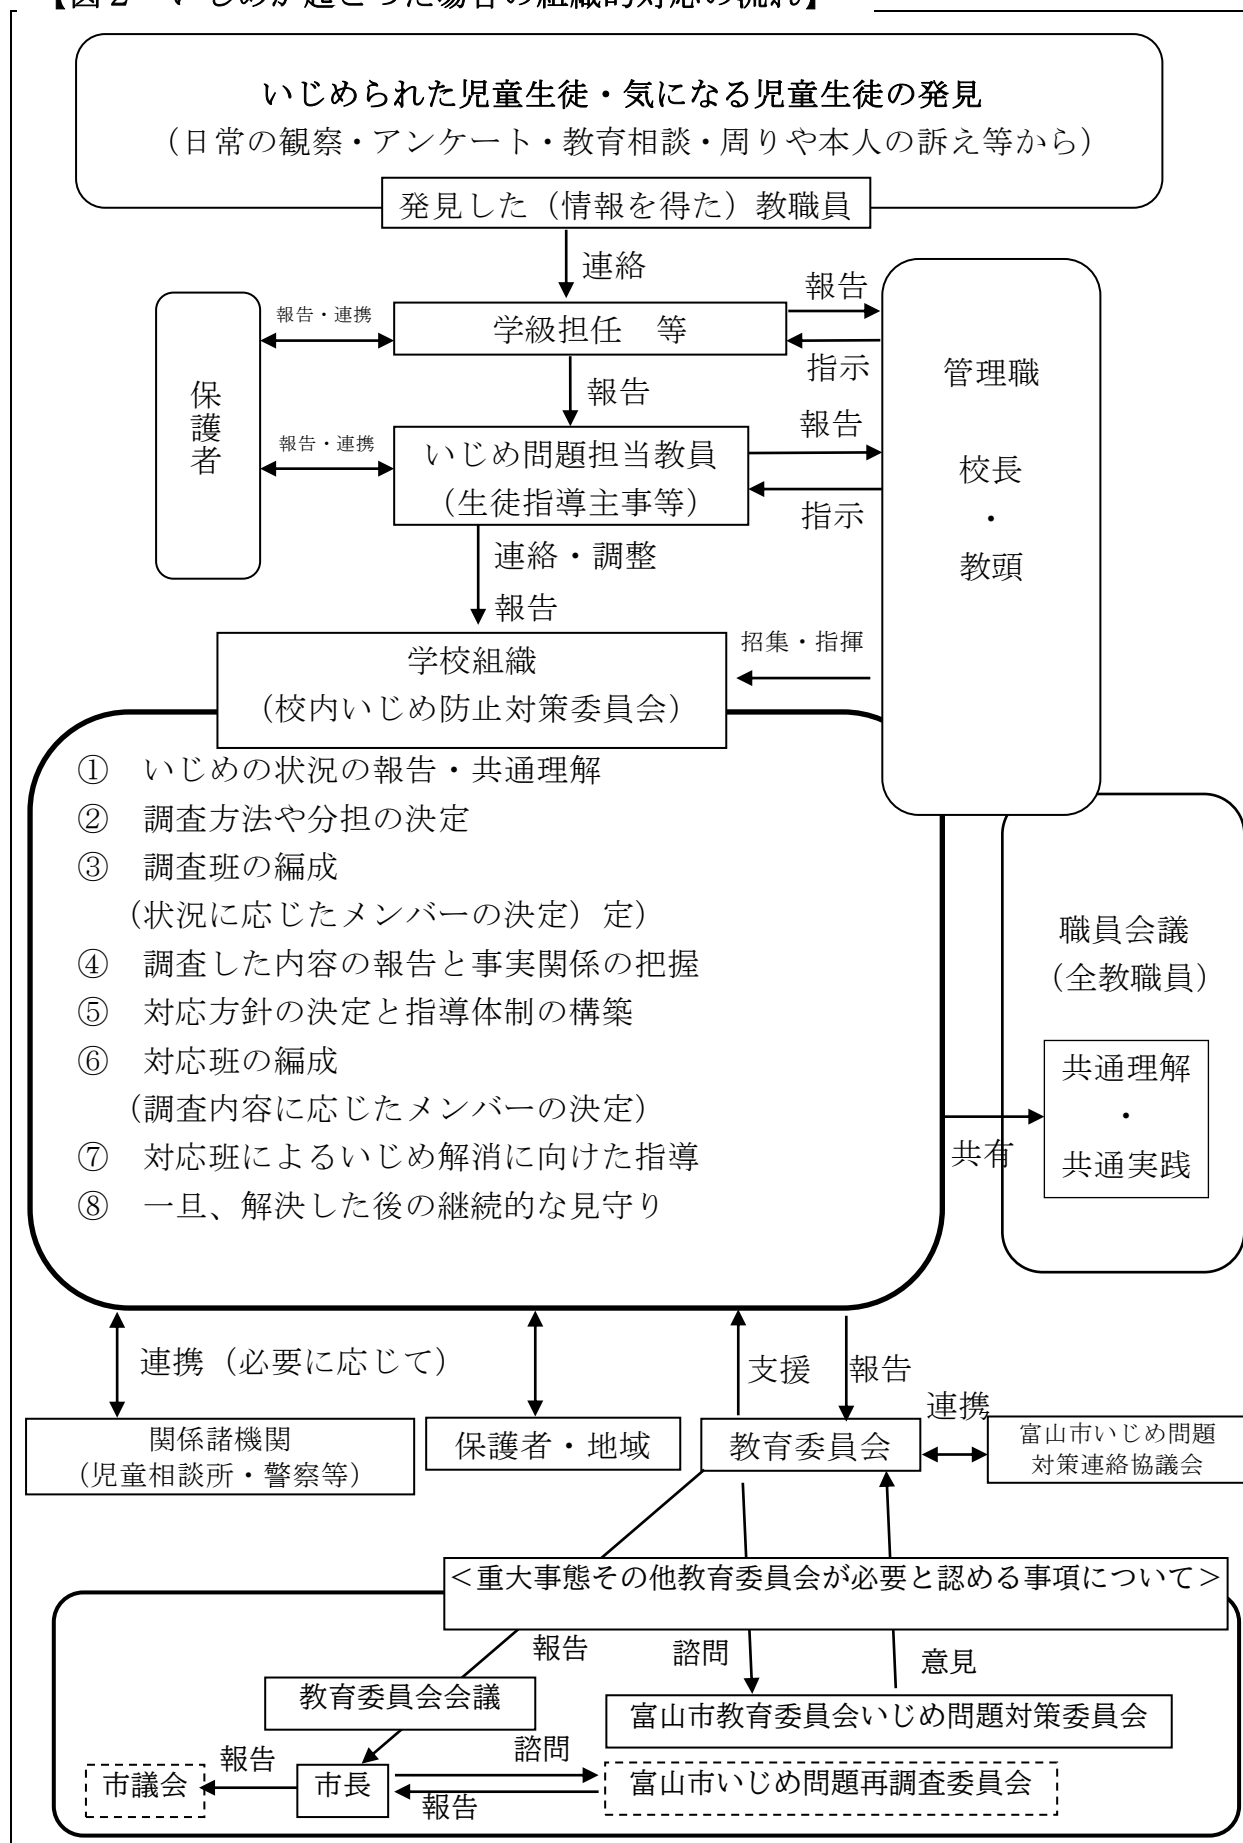 【図２　いじめが起こった場合の組織的対応の流れ】
いじめられた児童生徒・気になる児童生徒の発見
（日常の観察・アンケート・教育相談・周りや本人の訴え等から）
発見した（情報を得た）教職員
連絡
報告
報告・連携
学級担任　等
指示
保護者
管理職
校長
・
教頭
報告
報告
報告・連携
いじめ問題担当教員
（生徒指導主事等）
指示
連絡・調整
報告
学校組織
（校内いじめ防止対策委員会）
招集・指揮
①　いじめの状況の報告・共通理解
②　調査方法や分担の決定
③　調査班の編成
（状況に応じたメンバーの決定）定）
④　調査した内容の報告と事実関係の把握
⑤　対応方針の決定と指導体制の構築
⑥　対応班の編成
（調査内容に応じたメンバーの決定）
⑦　対応班によるいじめ解消に向けた指導
⑧　一旦、解決した後の継続的な見守り
職員会議
（全教職員）
共通理解
・
共通実践
共有
連携（必要に応じて）
支援
報告
連携
関係諸機関
（児童相談所・警察等）
保護者・地域
教育委員会
富山市いじめ問題
対策連絡協議会
＜重大事態その他教育委員会が必要と認める事項について＞
報告
諮問
意見
教育委員会会議
富山市教育委員会いじめ問題対策委員会
報告
諮問
市議会
市長
報告
富山市いじめ問題再調査委員会